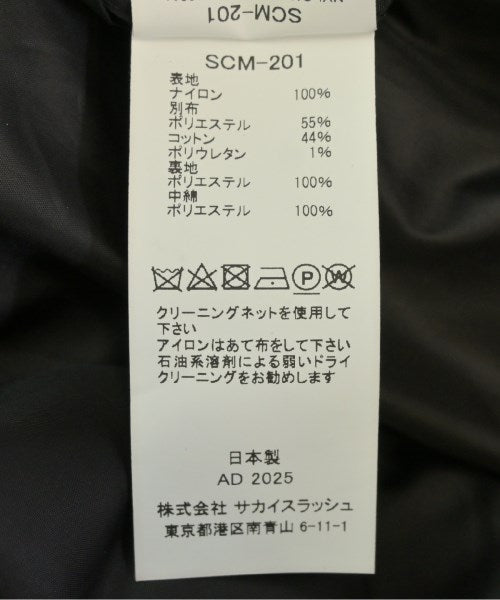 SCM-201
SCM-201
表地
ナイロン 100%
別布
ポリエステル 55%
コットン 44%
ポリウレタン 1%
裏地
ポリエステル 100%
中綿
ポリエステル 100%
P W
クリーニングネットを使用して
下さい
アイロンはあて布をして下さい
石油系溶剤による弱いドライ
クリーニングをお勧めします
日本製
AD 2025
株式会社 サカイスラッシュ
東京都港区南青山 6-11-1